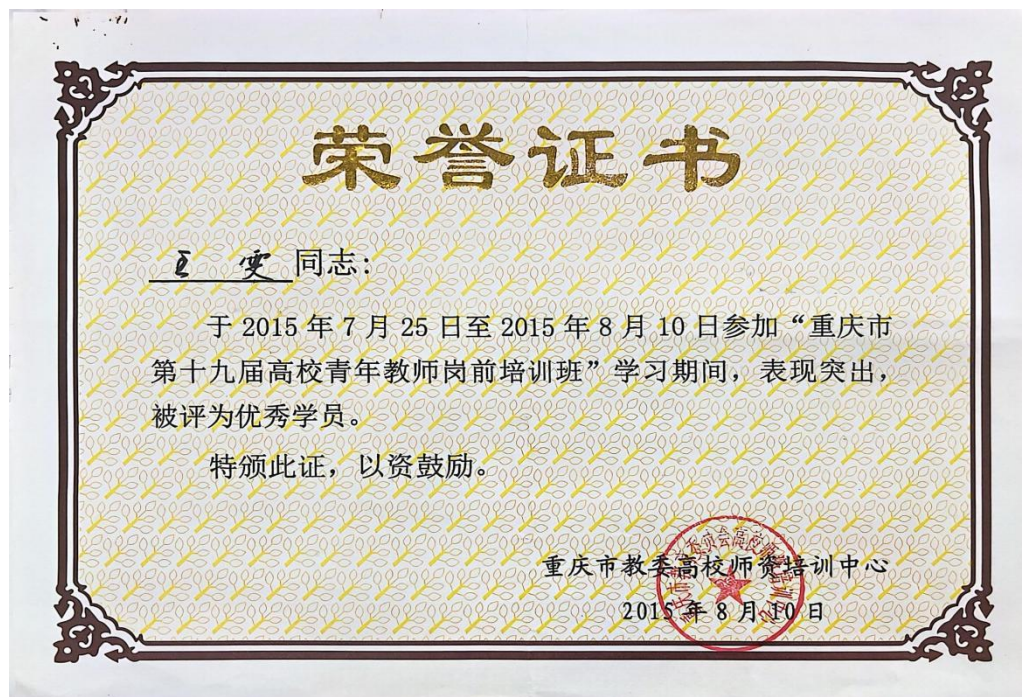 荣誉证书
王 雯 同志：
于 2015 年 7 月 25 日至 2015 年 8 月 10 日参加“重庆市
第十九届高校青年教师岗前培训班”学习期间，表现突出，
被评为优秀学员。
特颁此证，以资鼓励。
重庆市教委高校师资培训中心
2015 年 8 月 10 日